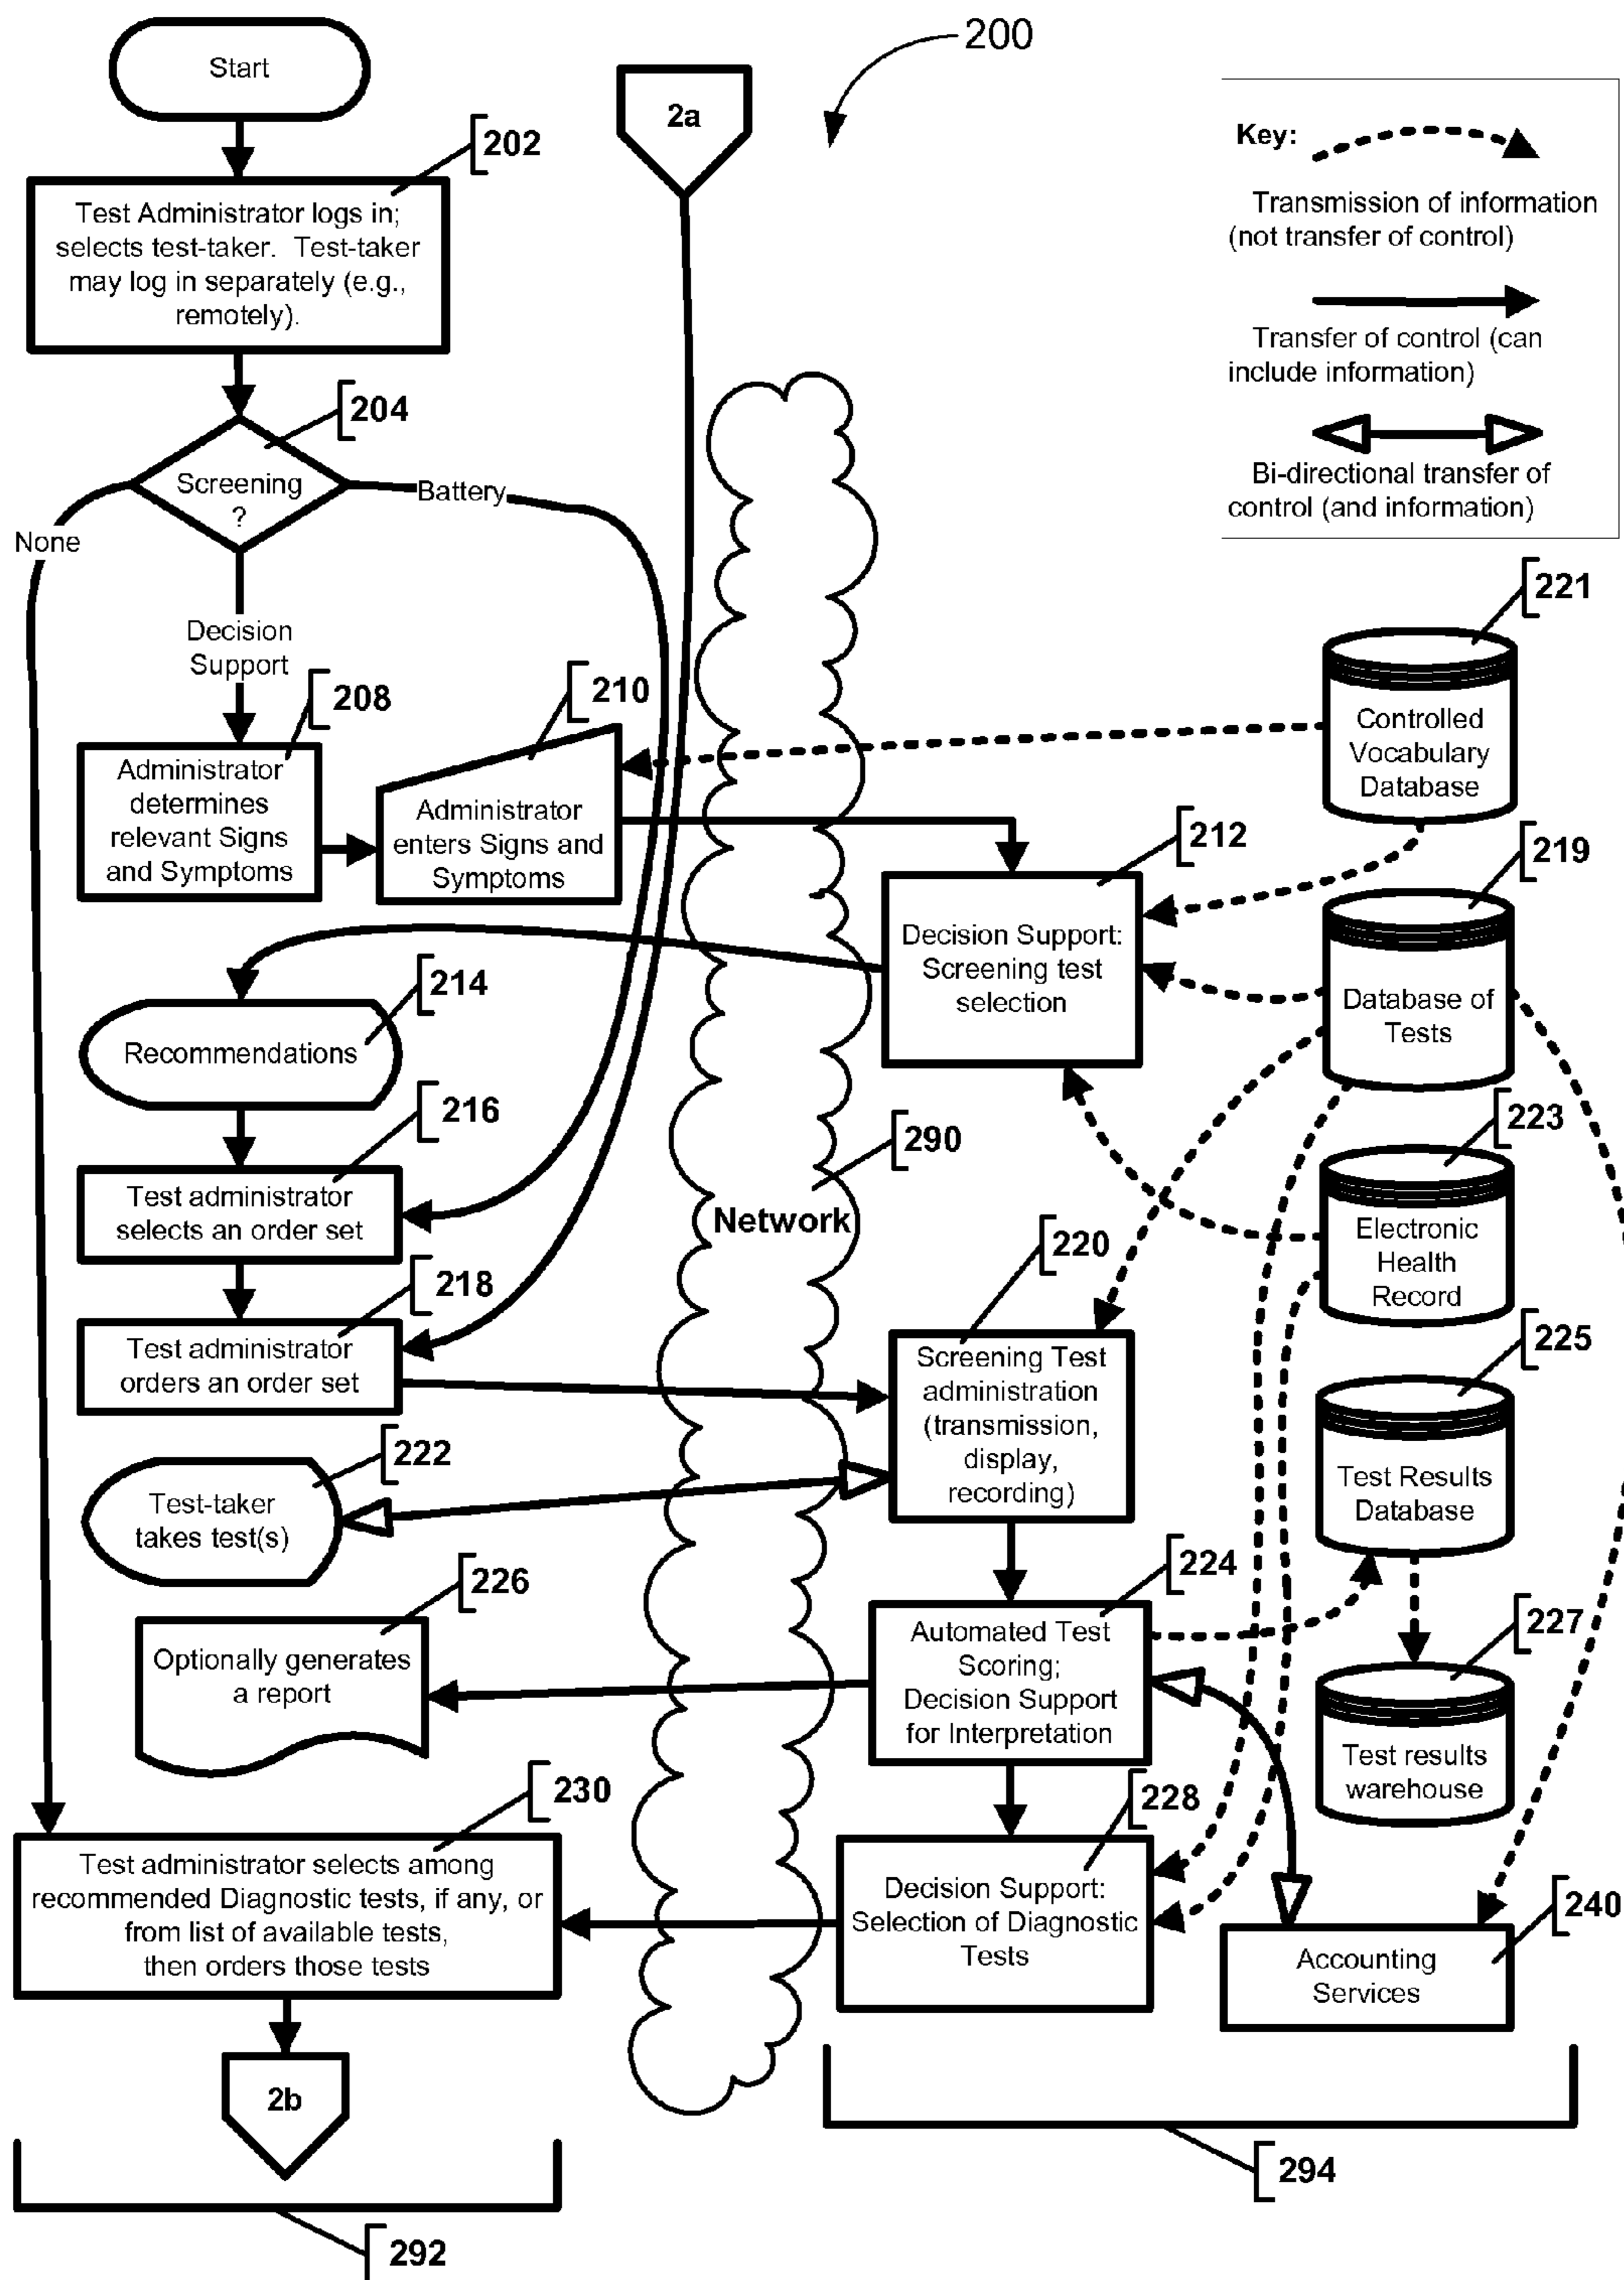 200
Start
2a
Key:
Transmission of information
(not transfer of control)
Transfer of control (can
include information)
Bi-directional transfer of
control (and information)
202
Test Administrator logs in;
selects test-taker. Test-taker
may log in separately (e.g.,
remotely).
204
Screening
?
Battery
None
Decision
Support
208
Administrator
determines
relevant Signs
and Symptoms
210
Administrator
enters Signs and
Symptoms
221
Controlled
Vocabulary
Database
212
Decision Support:
Screening test
selection
219
Database of
Tests
214
Recommendations
216
Test administrator
selects an order set
290
Network
223
Electronic
Health
Record
218
Test administrator
orders an order set
220
Screening Test
administration
(transmission,
display,
recording)
225
Test Results
Database
222
Test-taker
takes test(s)
224
Automated Test
Scoring;
Decision Support
for Interpretation
226
Optionally generates
a report
227
Test results
warehouse
230
Test administrator selects among
recommended Diagnostic tests, if any, or
from list of available tests,
then orders those tests
228
Decision Support:
Selection of Diagnostic
Tests
240
Accounting
Services
2b
294
292